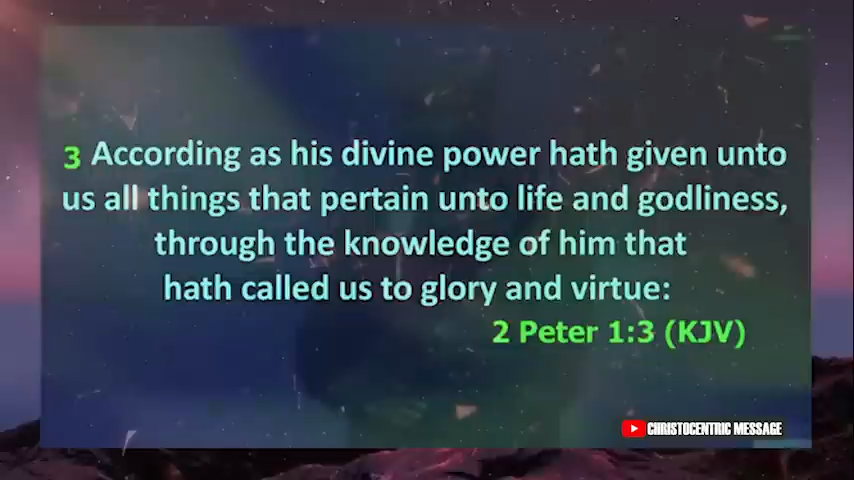 3 According as his divine power hath given unto
us all things that pertain unto life and godliness,
through the knowledge of him that
hath called us to glory and virtue:
2 Peter 1:3 (KJV)
CHRISTOCENTRIC MESSAGE